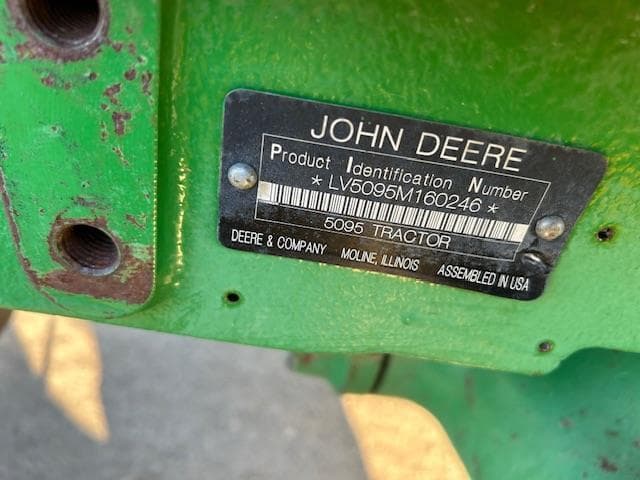 JOHN DEERE
Product Identification Number
* LV5095M160246 *
5095 TRACTOR
DEERE & COMPANY MOLINE, ILLINOIS ASSEMBLED IN USA